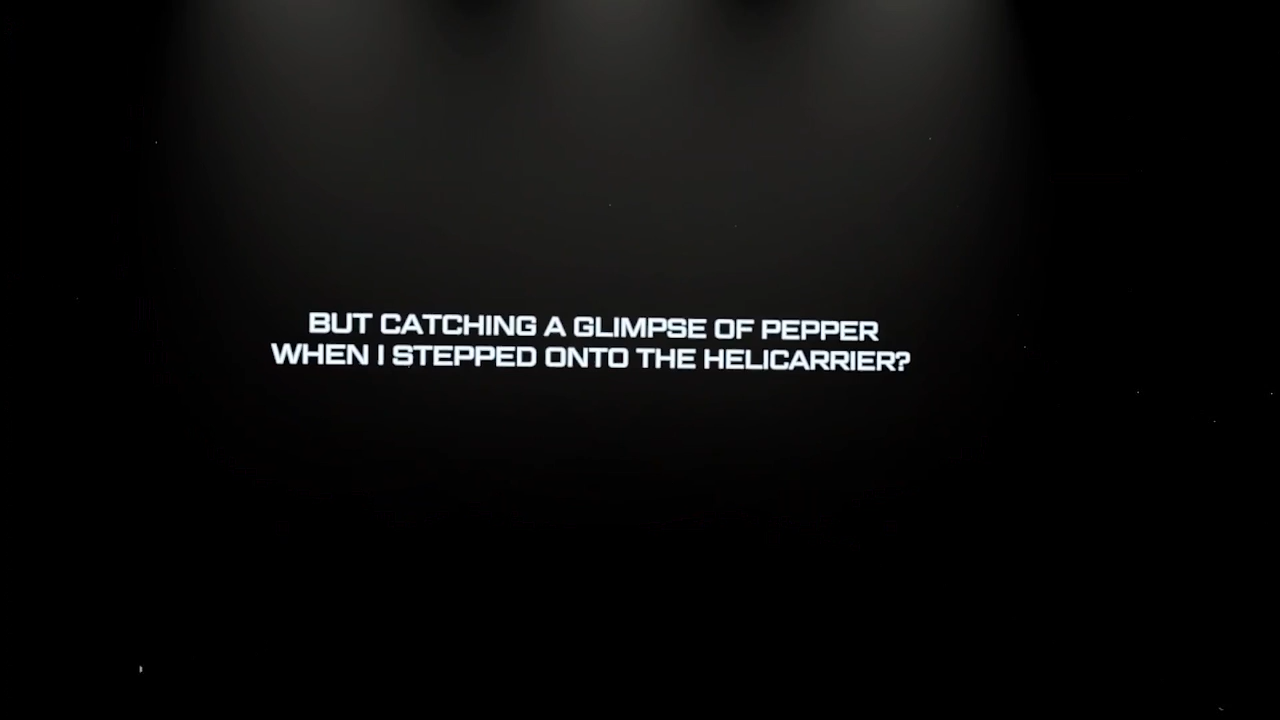 BUT CATCHING A GLIMPSE OF PEPPER
WHEN I STEPPED ONTO THE HELICARRIER?